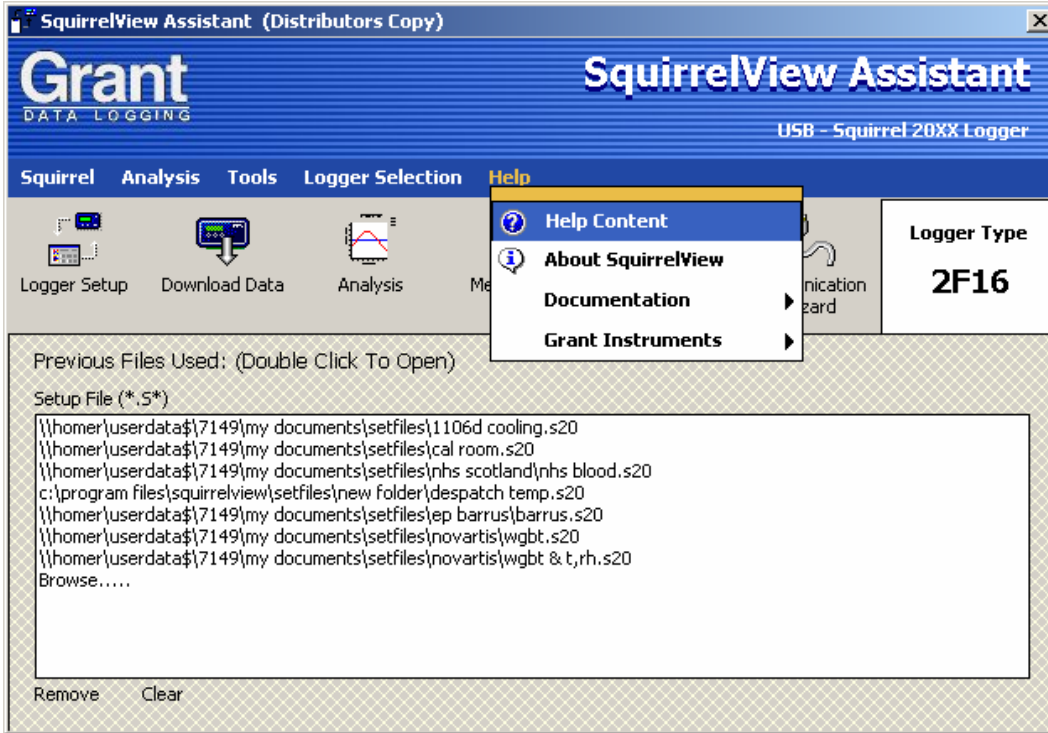 SquirrelView Assistant (Distributors Copy)
Grant
DATA LOGGING
SquirrelView Assistant
USB - Squirrel 20XX Logger
Squirrel Analysis Tools Logger Selection Help
Help Content
About SquirrelView
Documentation
Grant Instruments
Logger Setup
Download Data
Analysis
Me
nication
zard
Logger Type
2F16
Previous Files Used: (Double Click To Open)
Setup File (*.S*)
\\homer\userdata$\7149\my documents\setfiles\1106d cooling.s20
\\homer\userdata$\7149\my documents\setfiles\cal room.s20
\\homer\userdata$\7149\my documents\setfiles\nhs scotland\nhs blood.s20
c:\program files\squirrelview\setfiles\new folder\despatch temp.s20
\\homer\userdata$\7149\my documents\setfiles\ep barrus\barrus.s20
\\homer\userdata$\7149\my documents\setfiles\novartis\wgbt.s20
\\homer\userdata$\7149\my documents\setfiles\novartis\wgbt & t,rh.s20
Browse.....
Remove Clear